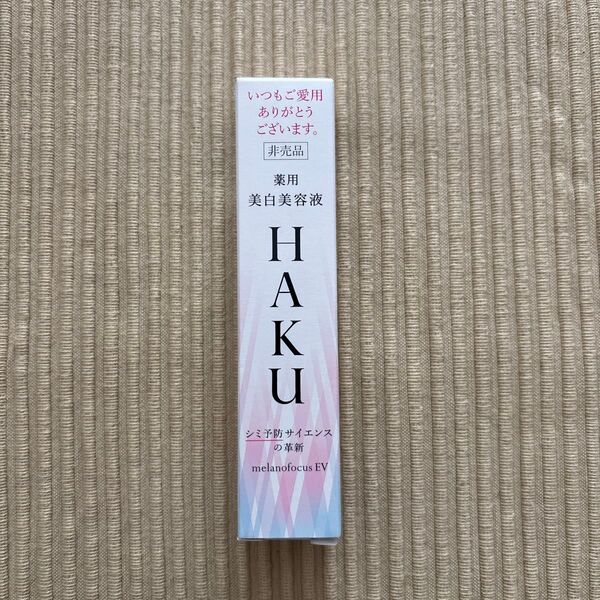 いつもご愛用
ありがとう
ございます。
非売品
薬用
美白美容液
HAKU
シミ予防サイエンス
の革新
melanofocus EV